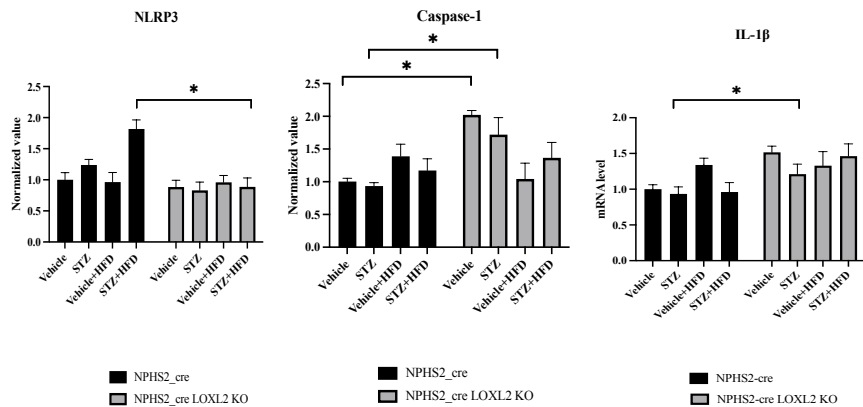 NLRP3
*
Normalized value
2.5
2.0
1.5
1.0
0.5
0.0
Vehicle
STZ
Vehicle+HFD
STZ+HFD
Vehicle
STZ
Vehicle+HFD
STZ+HFD
NPHS2_cre
NPHS2_cre LOXL2 KO
Caspase-1
*
*
Normalized value
2.5
2.0
1.5
1.0
0.5
0.0
Vehicle
STZ
Vehicle+HFD
STZ+HFD
Vehicle
STZ
Vehicle+HFD
STZ+HFD
NPHS2_cre
NPHS2_cre LOXL2 KO
IL-1β
*
mRNA level
2.0
1.5
1.0
0.5
0.0
Vehicle
STZ
Vehicle+HFD
STZ+HFD
Vehicle
STZ
Vehicle+HFD
STZ+HFD
NPHS2-cre
NPHS2-cre LOXL2 KO